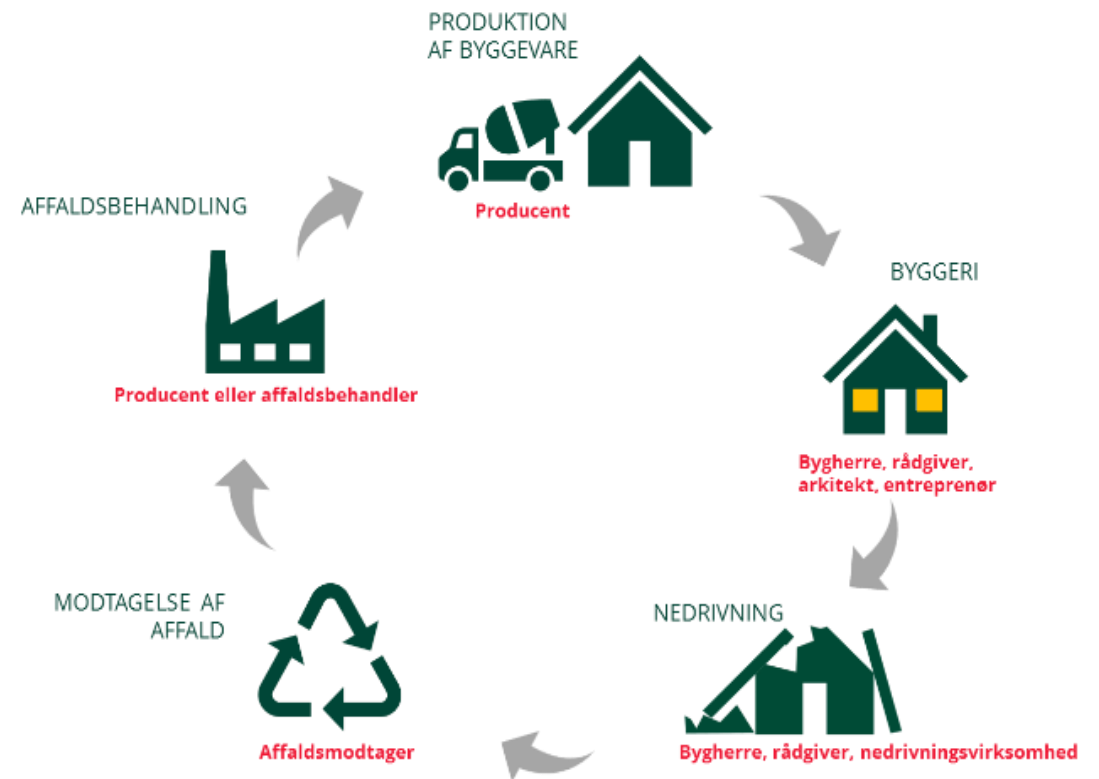 PRODUKTION
AF BYGGEVARE
Producent
BYGGERI
Bygherre, rådgiver,
arkitekt, entreprenør
NEDRIVNING
Bygherre, rådgiver, nedrivningsvirksomhed
MODTAGELSE AF
AFFALD
Affaldsmodtager
AFFALDSBEHANDLING
Producent eller affaldsbehandler